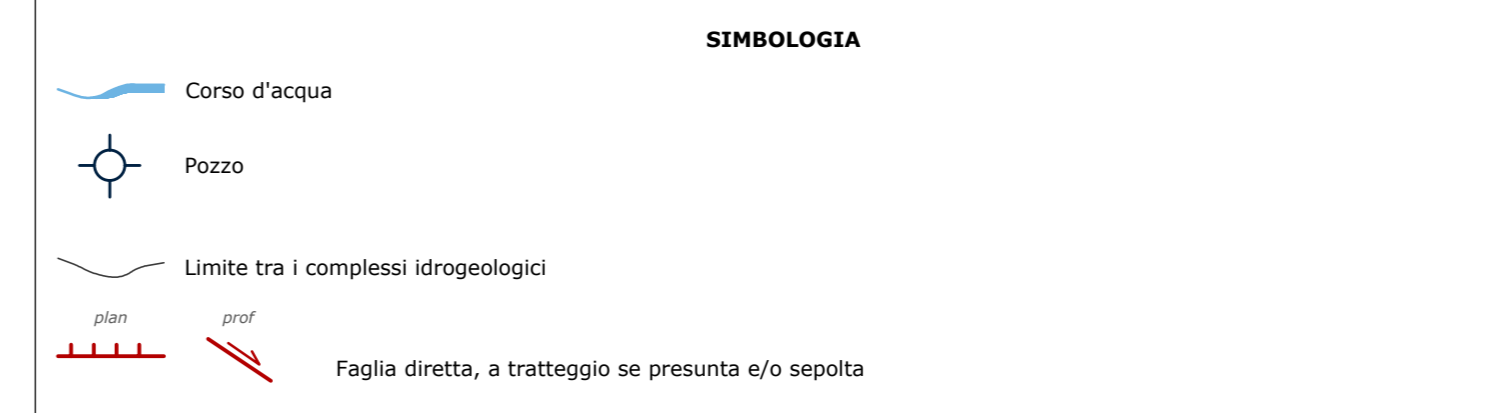 SIMBOLOGIA
Corso d'acqua
Pozzo
Limite tra i complessi idrogeologici
plan prof
Faglia diretta, a tratteggio se presunta e/o sepolta